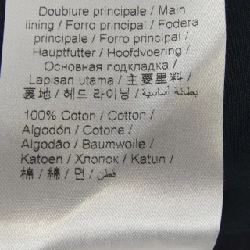 Doublure principale / Main
lining / Forro principal / Fodera
principale / Forro principal /
Hauptfutter / Hoofdvoering /
Основная подкладка /
Lapisan utama / 主要里料 /
裏地 / 헤드 라이닝 / بطانة أساسية /
100% Coton / Cotton /
Algodón / Cotone /
Algodão / Baumwolle /
Katoen / Хлопок / Katun /
棉 / 綿 / 면 / قطن /